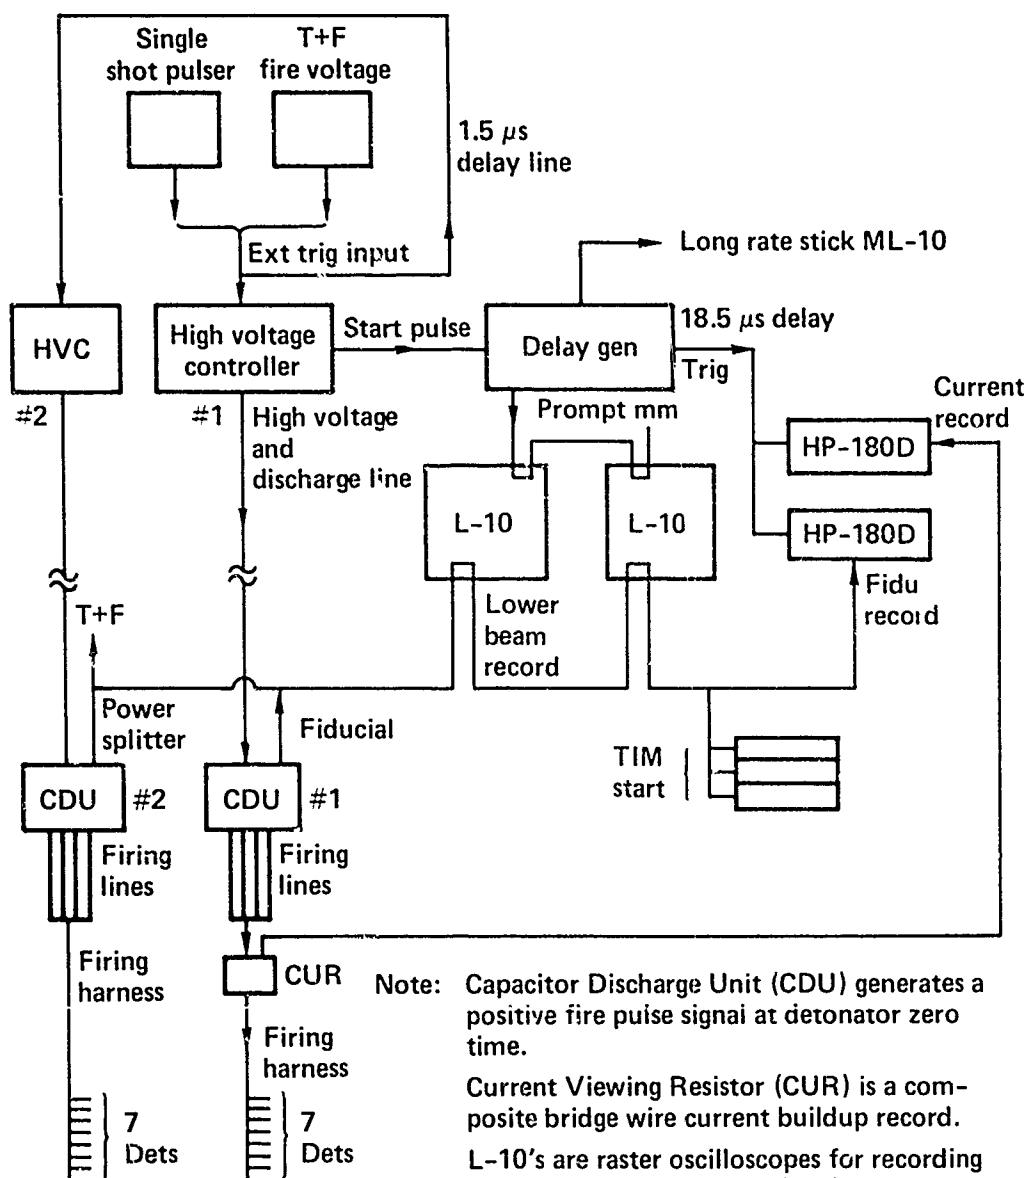 Single
shot pulser
T+F
fire voltage
1.5 μs
delay line
Ext trig input
Long rate stick ML-10
HVC
#2
High voltage
controller
#1
Start pulse
Delay gen
18.5 μs delay
Trig
High voltage
and
discharge line
Prompt mm
Current
record
HP-180D
L-10
L-10
HP-180D
Fidu
record
T+F
Lower
beam
record
Power
splitter
Fiducial
TIM
start
CDU
#2
CDU
#1
Firing
lines
Firing
lines
Firing
harness
CUR
Firing
harness
7
Dets
7
Dets
Note: Capacitor Discharge Unit (CDU) generates a
positive fire pulse signal at detonator zero
time.
Current Viewing Resistor (CUR) is a com-
posite bridge wire current buildup record.
L-10's are raster oscilloscopes for recording